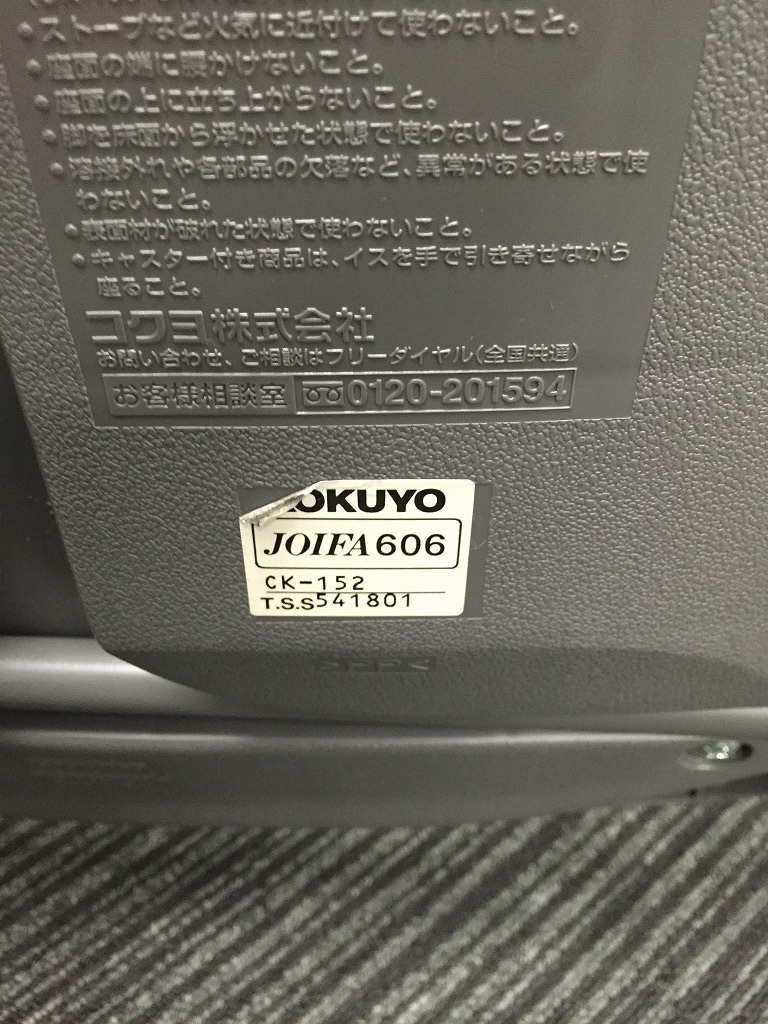 ・ストーブなど火気に近付けて使わないこと。
・座面の端に腰かけないこと。
・座面の上に立ち上がらないこと。
・脚を床面から浮かせた状態で使わないこと。
・溶接外れや各部品の欠落など、異常がある状態で使
わないこと。
・表面材が破れた状態で使わないこと。
・キャスター付き商品は、イスを手で引き寄せながら
座ること。
コクヨ株式会社
お問い合わせ、ご相談はフリーダイヤル(全国共通)
お客様相談室 0120-201594
KOKUYO
JOIFA606
CK-152
T.S.S541801